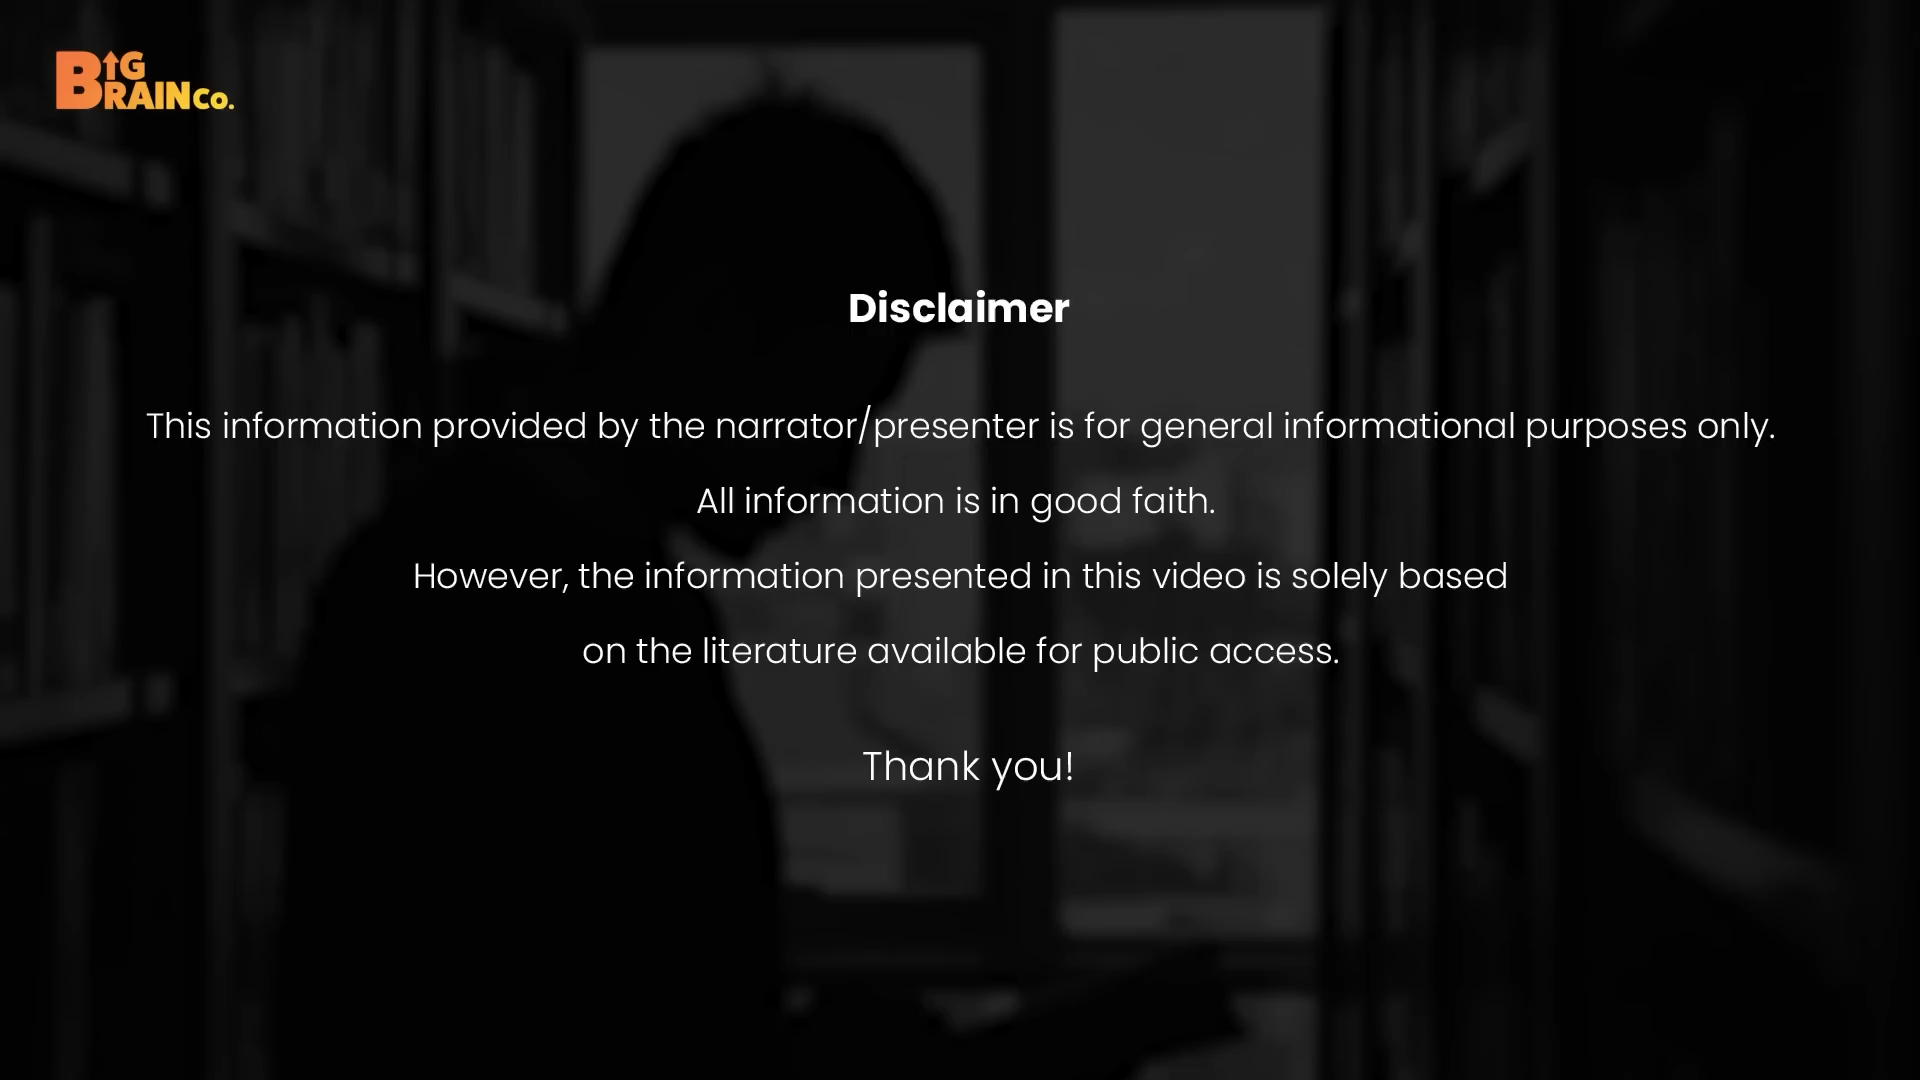 BIG
BRAIN Co.
Disclaimer
This information provided by the narrator/presenter is for general informational purposes only.
All information is in good faith.
However, the information presented in this video is solely based
on the literature available for public access.
Thank you!